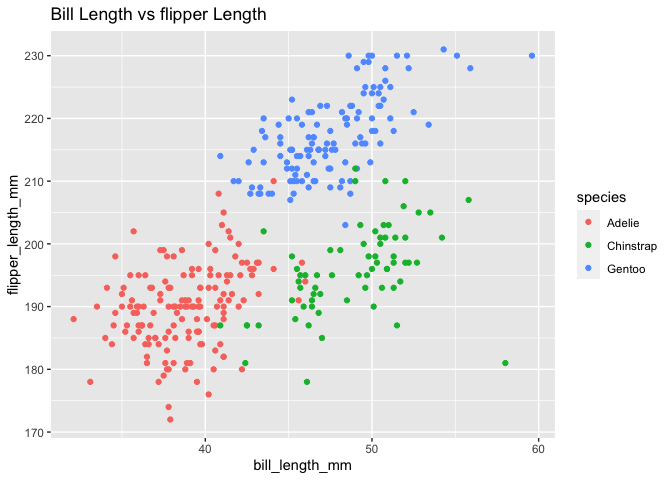 Bill Length vs flipper Length
230
220
210
200
190
180
170
flipper_length_mm
40
50
60
bill_length_mm
species
Adelie
Chinstrap
Gentoo